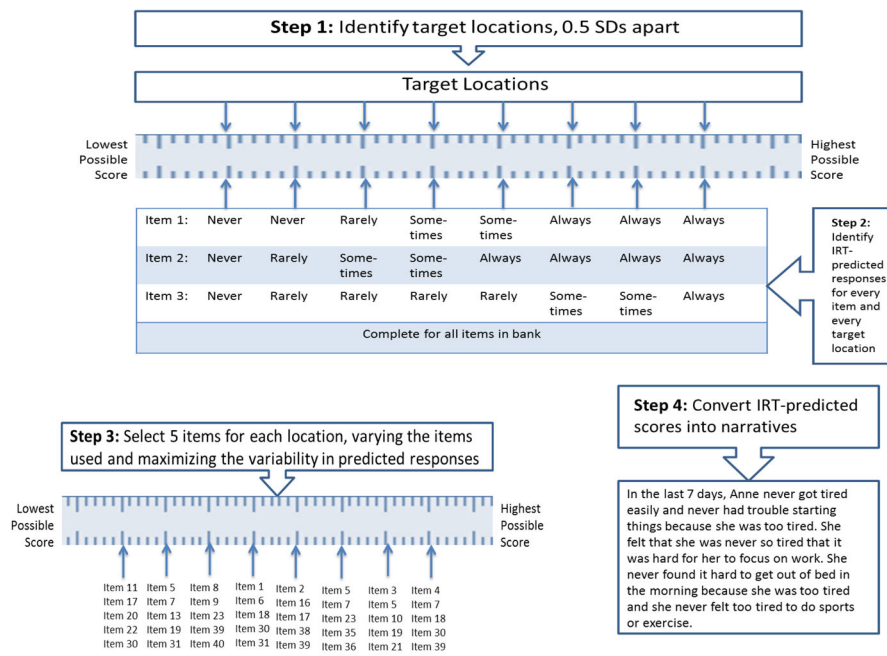 Step 1: Identify target locations, 0.5 SDs apart
Target Locations
Lowest
Possible
Score
Highest
Possible
Score
Item 1: Never Never Rarely Some-times Some-times Always Always Always
Item 2: Never Rarely Some-times Some-times Always Always Always Always
Item 3: Never Rarely Rarely Rarely Rarely Some-times Some-times Always
Complete for all items in bank
Step 2:
Identify
IRT-
predicted
responses
for every
item and
every
target
location
Step 3: Select 5 items for each location, varying the items
used and maximizing the variability in predicted responses
Lowest
Possible
Score
Highest
Possible
Score
Item 11 Item 5 Item 8 Item 1 Item 2 Item 5 Item 3 Item 4
Item 17 Item 7 Item 9 Item 6 Item 16 Item 7 Item 5 Item 7
Item 20 Item 13 Item 23 Item 18 Item 17 Item 23 Item 10 Item 18
Item 22 Item 19 Item 39 Item 30 Item 38 Item 35 Item 19 Item 30
Item 30 Item 31 Item 40 Item 31 Item 39 Item 36 Item 21 Item 39
Step 4: Convert IRT-predicted
scores into narratives
In the last 7 days, Anne never got tired
easily and never had trouble starting
things because she was too tired. She
felt that she was never so tired that it
was hard for her to focus on work. She
never found it hard to get out of bed in
the morning because she was too tired
and she never felt too tired to do sports
or exercise.